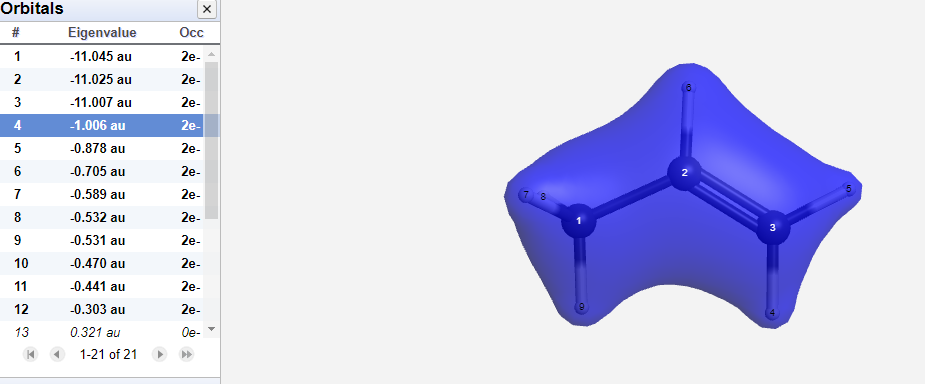 Orbitals ×
# Eigenvalue Occ
1 -11.045 au 2e-
2 -11.025 au 2e-
3 -11.007 au 2e-
4 -1.006 au 2e-
5 -0.878 au 2e-
6 -0.705 au 2e-
7 -0.589 au 2e-
8 -0.532 au 2e-
9 -0.531 au 2e-
10 -0.470 au 2e-
11 -0.441 au 2e-
12 -0.303 au 2e-
13 0.321 au 0e-
1-21 of 21
6
2
7 8
5
1
3
9
4